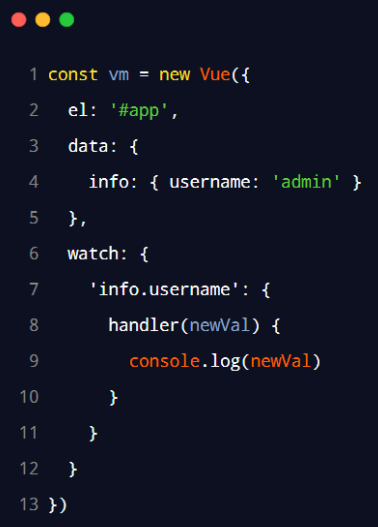 1 const vm = new Vue({
2   el: '#app',
3   data: {
4     info: { username: 'admin' }
5   },
6   watch: {
7     'info.username': {
8       handler(newVal) {
9         console.log(newVal)
10       }
11     }
12   }
13 })